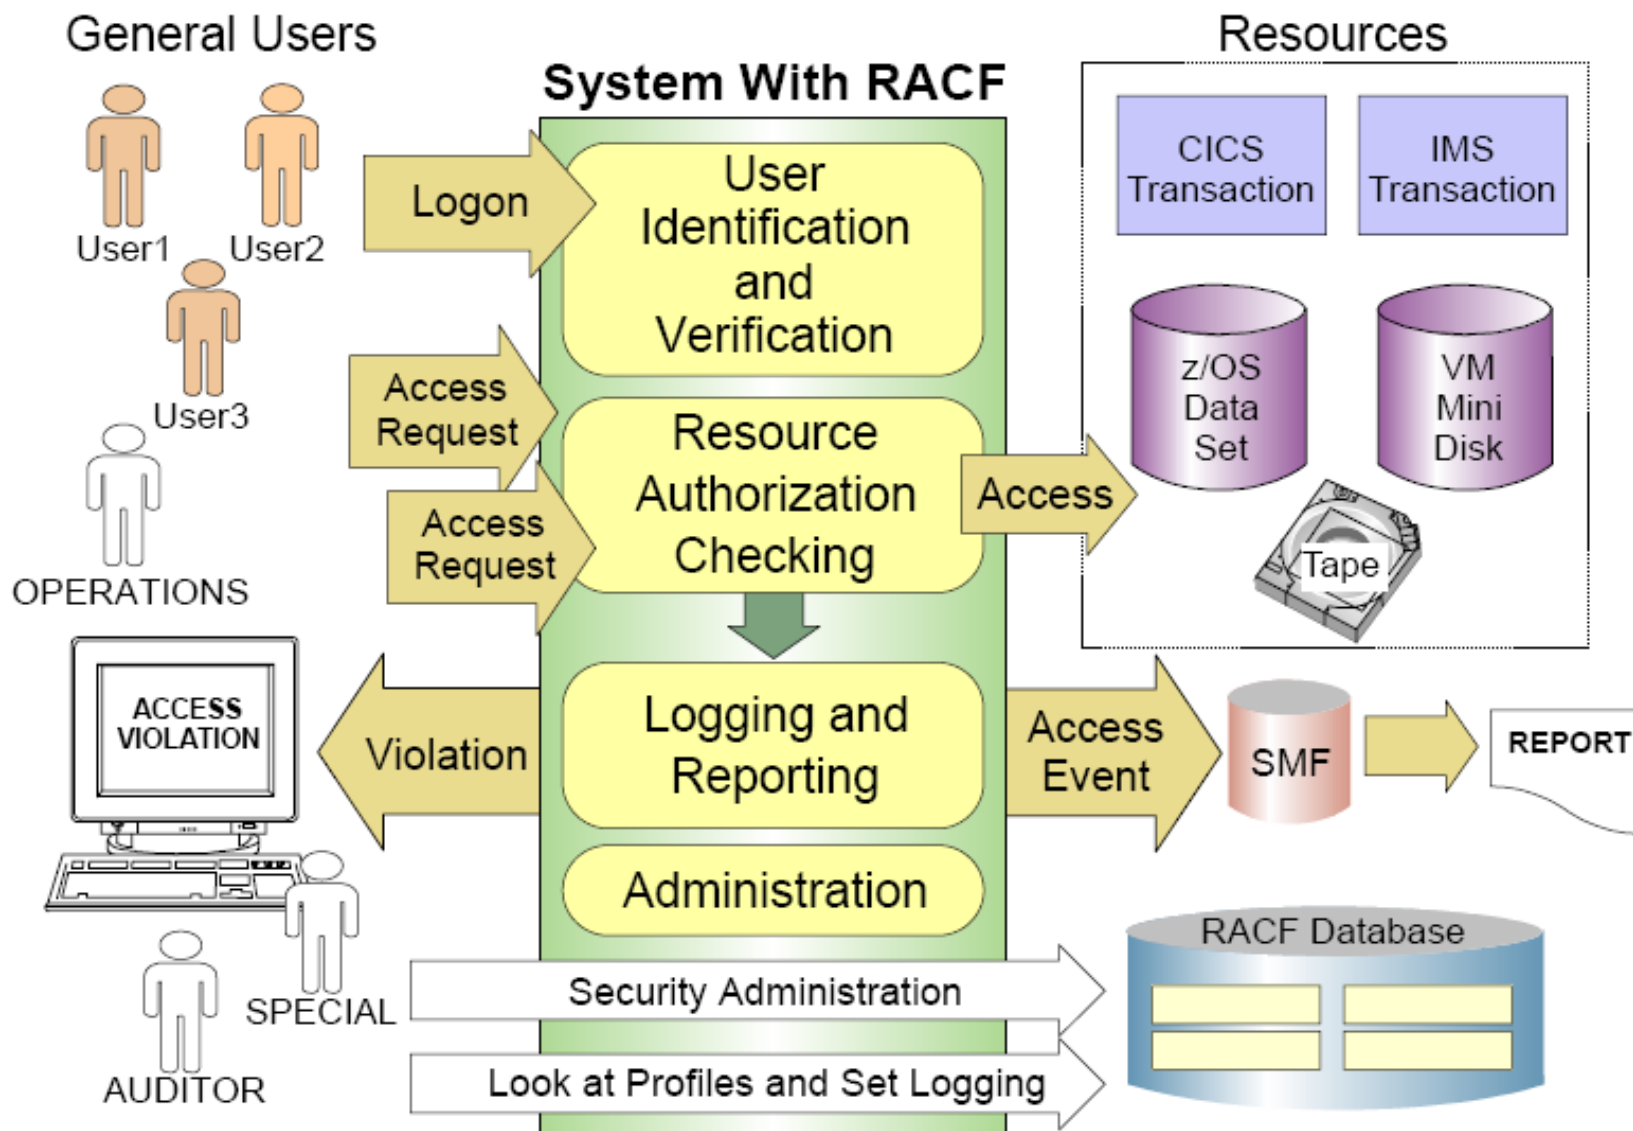 General Users
Resources
System With RACF
User1
User2
User3
OPERATIONS
Logon
User
Identification
and
Verification
CICS
Transaction
IMS
Transaction
z/OS
Data
Set
VM
Mini
Disk
Tape
Access
Request
Access
Request
Resource
Authorization
Checking
Access
ACCESS
VIOLATION
Violation
Logging and
Reporting
Access
Event
SMF
REPORT
Administration
RACF Database
SPECIAL
AUDITOR
Security Administration
Look at Profiles and Set Logging